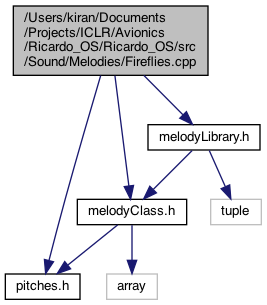 /Users/kiran/Documents
/Projects/ICLR/Avionics
/Ricardo_OS/Ricardo_OS/src
/Sound/Melodies/Fireflies.cpp
melodyLibrary.h
melodyClass.h
tuple
pitches.h
array